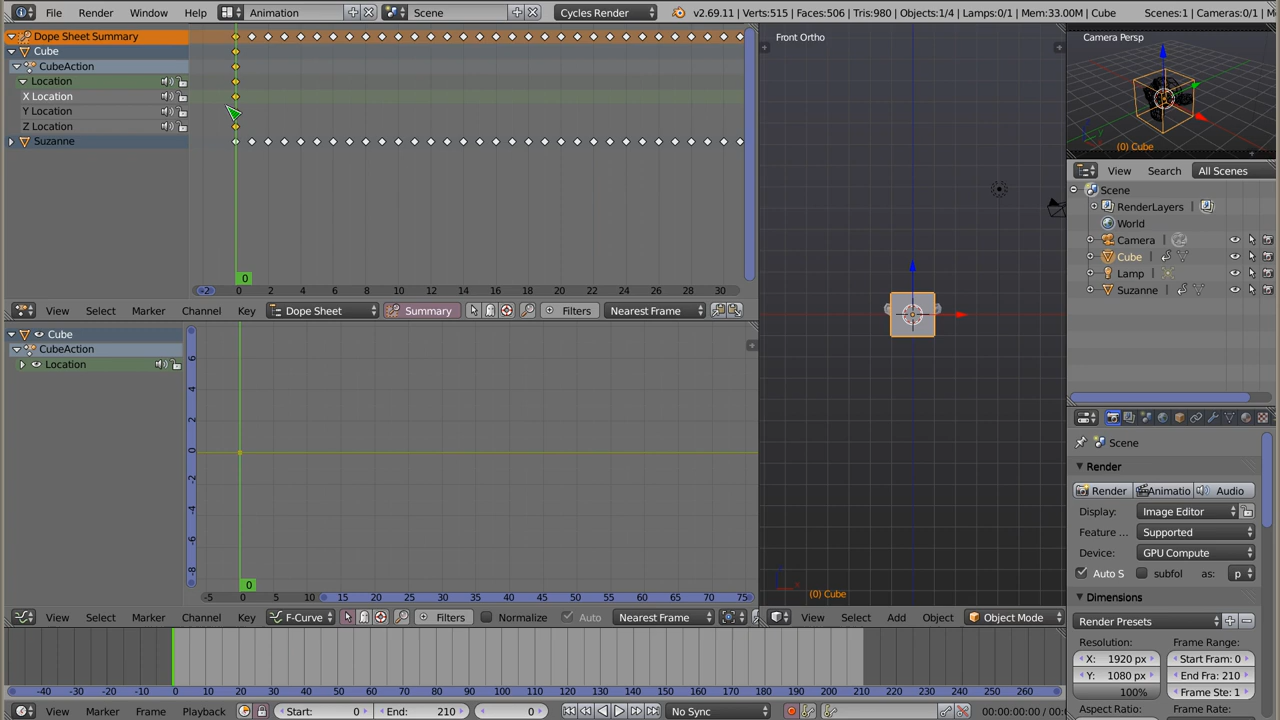 File Render Window Help Animation Scene Cycles Render v2.69.11 | Verts:515 | Faces:506 | Tris:980 | Objects:1/4 | Lamps:0/1 | Mem:33.00M | Cube Scenes:1 | Cameras:0/1 | M
Dope Sheet Summary
Cube
CubeAction
Location
X Location
Y Location
Z Location
Suzanne
0
-2 0 2 4 6 8 10 12 14 16 18 20 22 24 26 28 30
View Select Marker Channel Key Dope Sheet Summary Filters Nearest Frame
Cube
CubeAction
Location
6
4
2
0
-2
-4
-6
-8
0
-5 0 5 10 15 20 25 30 35 40 45 50 55 60 65 70 75
View Select Marker Channel Key F-Curve Filters Normalize Auto Nearest Frame
Front Ortho
(0) Cube
View Select Add Object Object Mode
Camera Persp
(0) Cube
View Search All Scenes
Scene
RenderLayers |
World
Camera |
Cube |
Lamp |
Suzanne |
Scene
Render
Render Animatio Audio
Display: Image Editor
Feature ... Supported
Device: GPU Compute
Auto S subfol as: p
Dimensions
Render Presets
Resolution: Frame Range:
X: 1920 px Start Fram: 0
Y: 1080 px End Fra: 210
100% Frame Ste: 1
Aspect Ratio: Frame Rate:
-40 -30 -20 -10 0 10 20 30 40 50 60 70 80 90 100 110 120 130 140 150 160 170 180 190 200 210 220 230 240 250 260
View Marker Frame Playback Start: 0 End: 210 0 No Sync 00:00:00:00 / 00